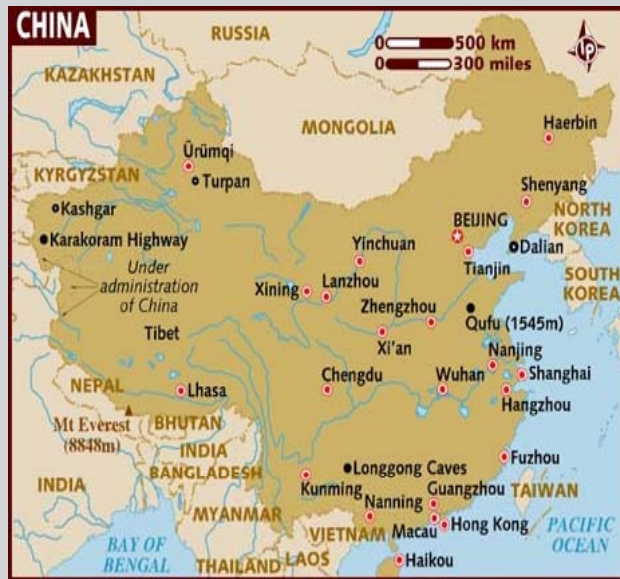 CHINA
RUSSIA
0 500 km
0 300 miles
lp
KAZAKHSTAN
MONGOLIA
Haerbin
Ürümqi
Turpan
KYRGYZSTAN
Shenyang
Kashgar
NORTH
KOREA
BEIJING
Karakoram Highway
Dalian
Yinchuan
Tianjin
Under
administration
of China
SOUTH
KOREA
Xining
Lanzhou
Zhengzhou
Qufu (1545m)
Tibet
Xi'an
Nanjing
NEPAL
Lhasa
Chengdu
Wuhan
Shanghai
Hangzhou
Mt Everest
(8848m)
BHUTAN
INDIA
BANGLADESH
Longgong Caves
Fuzhou
INDIA
Kunming
Guangzhou
TAIWAN
Nanning
MYANMAR
Macau
Hong Kong
VIETNAM
PACIFIC
OCEAN
BAY OF
BENGAL
LAOS
THAILAND
Haikou